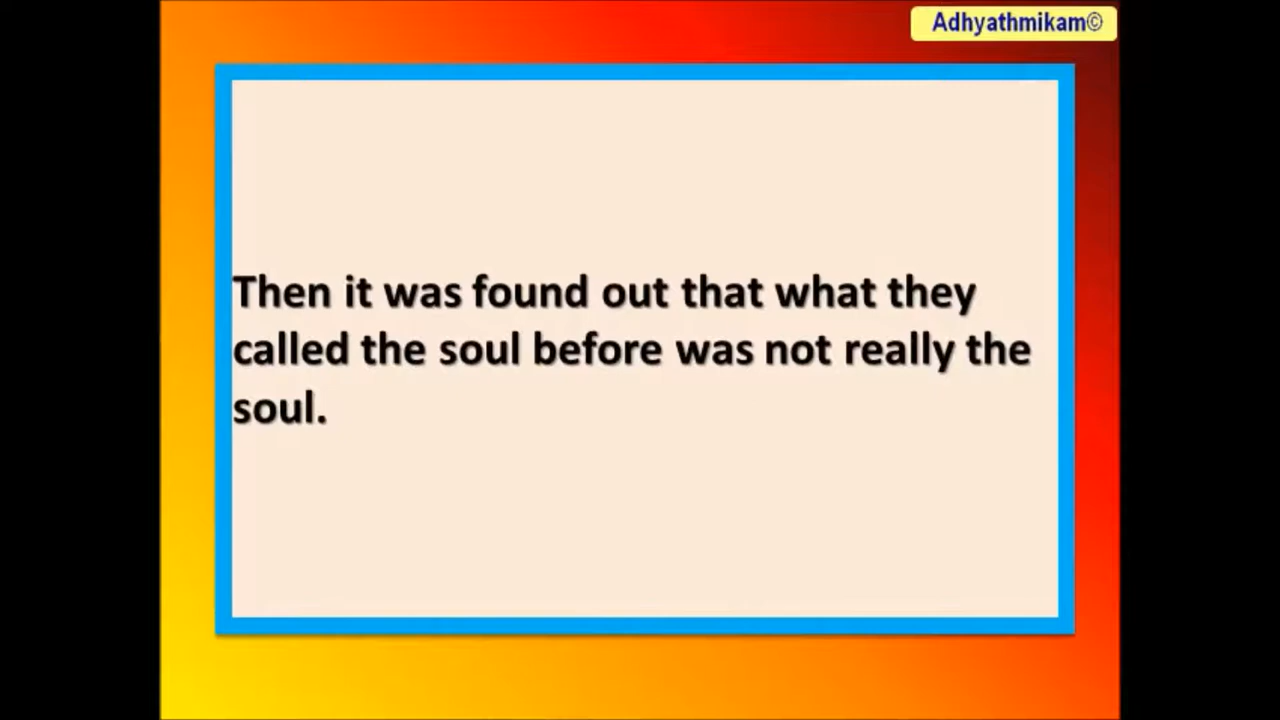 Adhyathmikam©
Then it was found out that what they
called the soul before was not really the
soul.